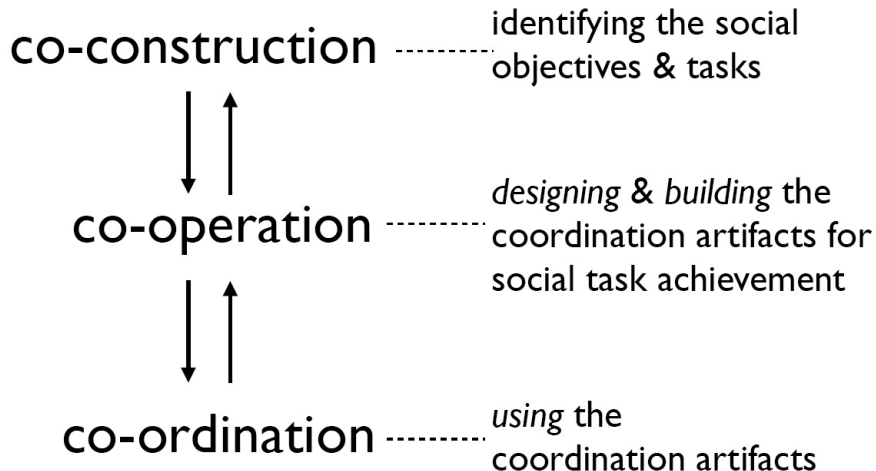 co-construction
identifying the social
objectives & tasks
co-operation
designing & building the
coordination artifacts for
social task achievement
co-ordination
using the
coordination artifacts